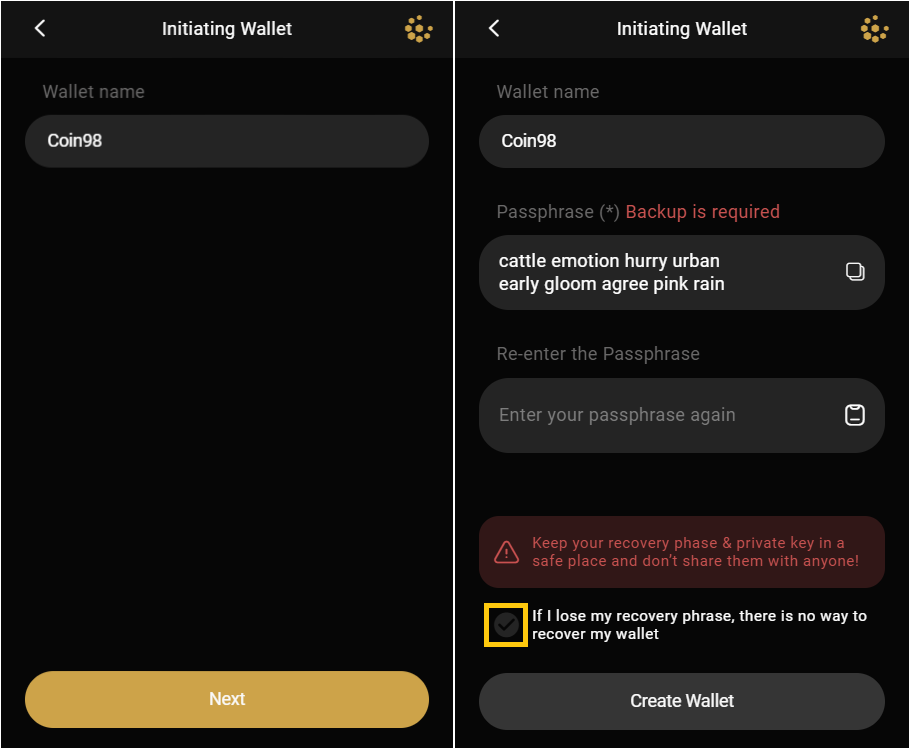 Initiating Wallet
Wallet name
Coin98
Next
Initiating Wallet
Wallet name
Coin98
Passphrase (*) Backup is required
cattle emotion hurry urban
early gloom agree pink rain
Re-enter the Passphrase
Enter your passphrase again
Keep your recovery phase & private key in a
safe place and don't share them with anyone!
If I lose my recovery phrase, there is no way to
recover my wallet
Create Wallet